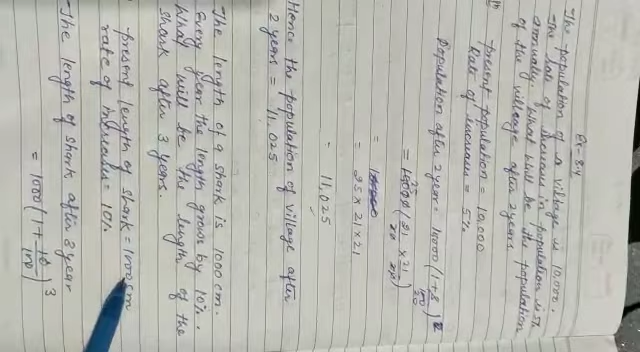 Ex-8.4
The population of a village is 10,000.
The Rate of Increase in population is 5%
annually. What will be the population
of the village after 2 years
present population = 10,000
Rate of Increase = 5%
Population after 2 year = 10000 (1 + 5/100)²
= 10000 (21/20 × 21/20)
= 25 × 21 × 21
= 11,025
Hence the population of village after
2 years = 11,025
The length of a shark is 1000 cm.
Every year the length grows by 10%.
What will be the length of the
shark after 3 years.
present length of shark = 1000 cm
rate of increase = 10%
The length of shark after 3 year
= 1000 (1 + 10/100)³